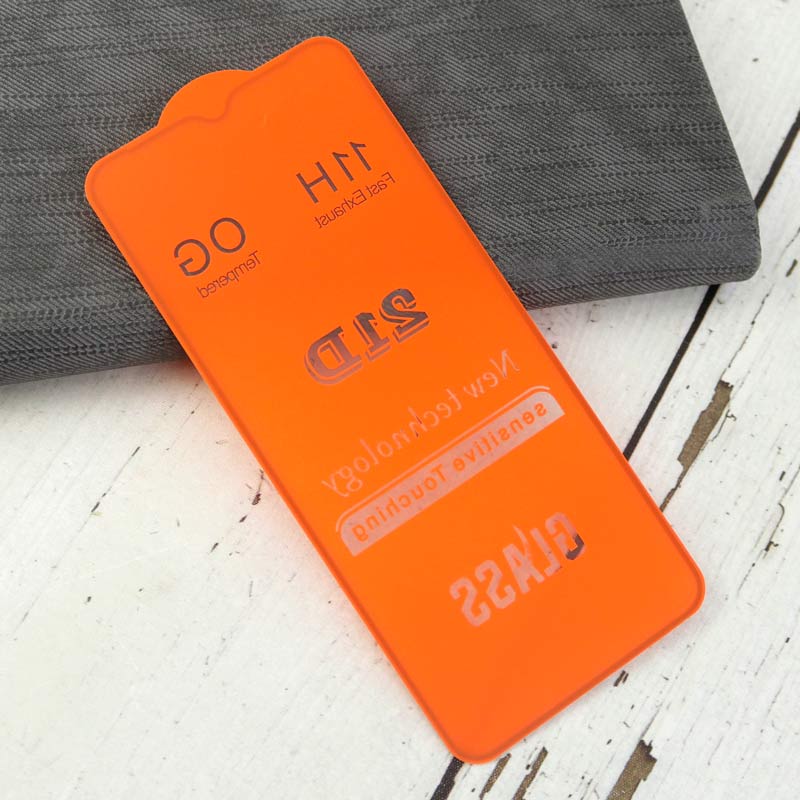 11H
Fast Exhaust
OG
Tempered
21D
New technology
sensitive Touching
GLASS